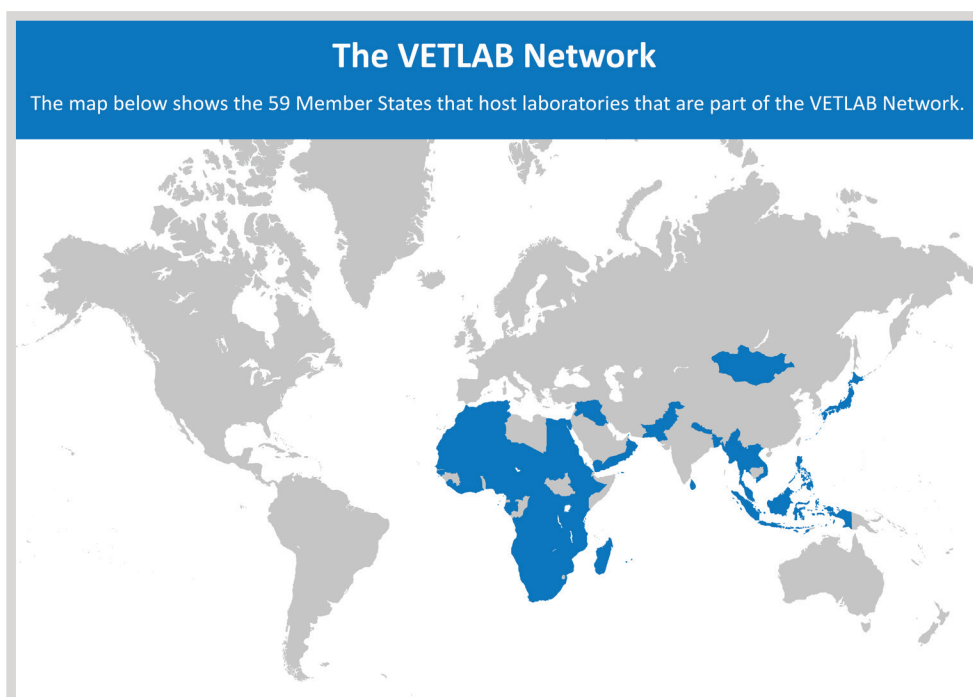 The VETLAB Network
The map below shows the 59 Member States that host laboratories that are part of the VETLAB Network.